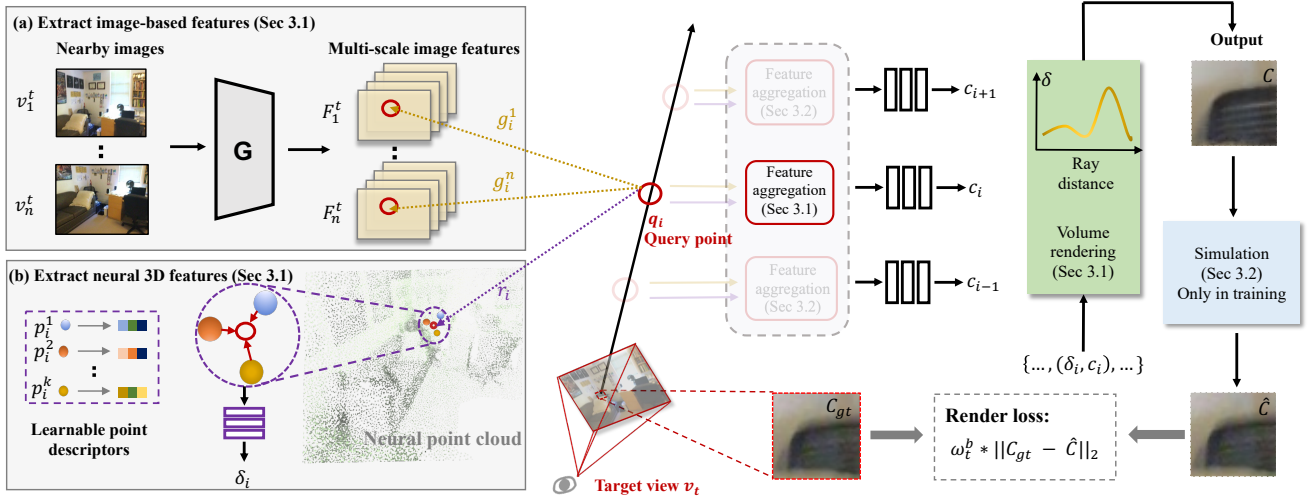 (a) Extract image-based features (Sec 3.1)
Nearby images
Multi-scale image features
v_1^t
v_n^t
G
F_1^t
F_n^t
g_i^1
g_i^n
(b) Extract neural 3D features (Sec 3.1)
p_i^1
p_i^2
p_i^k
Learnable point
descriptors
δ_i
Neural point cloud
r_i
q_i
Query point
Feature
aggregation
(Sec 3.2)
Feature
aggregation
(Sec 3.1)
Feature
aggregation
(Sec 3.2)
c_{i+1}
c_i
c_{i−1}
Target view v_t
C_{gt}
δ
Ray
distance
Volume
rendering
(Sec 3.1)
{…, (δ_i, c_i), …}
Output
C
Simulation
(Sec 3.2)
Only in training
Ĉ
Render loss:
ω_t^b * ||C_{gt} − Ĉ||_2